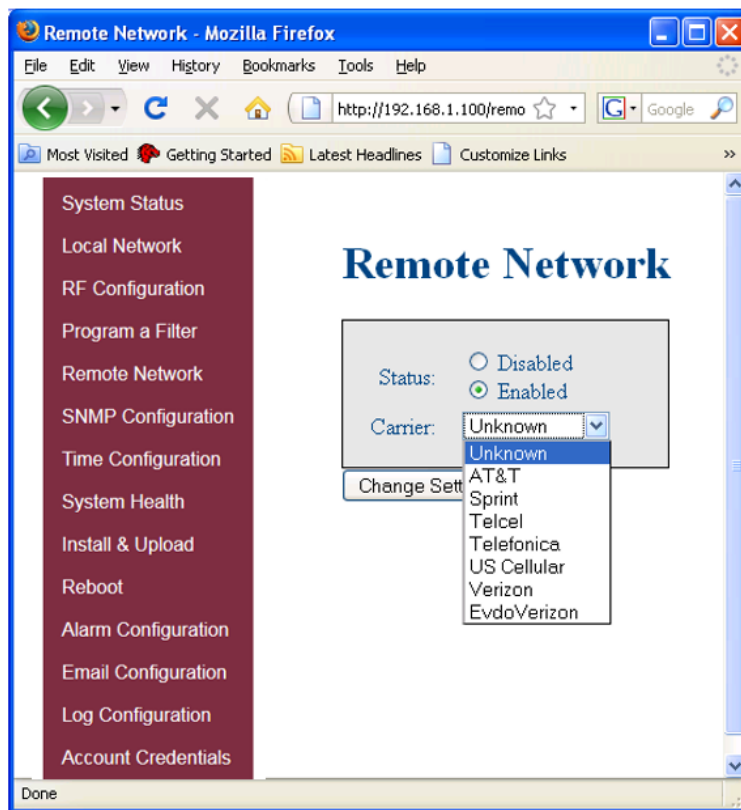 Remote Network - Mozilla Firefox
File Edit View History Bookmarks Tools Help
http://192.168.1.100/remo
G
Google
Most Visited Getting Started Latest Headlines Customize Links »
System Status
Local Network
RF Configuration
Program a Filter
Remote Network
SNMP Configuration
Time Configuration
System Health
Install & Upload
Reboot
Alarm Configuration
Email Configuration
Log Configuration
Account Credentials
Remote Network
Status:
Disabled
Enabled
Carrier:
Unknown
Unknown
AT&T
Sprint
Telcel
Telefonica
US Cellular
Verizon
EvdoVerizon
Change Sett
Done